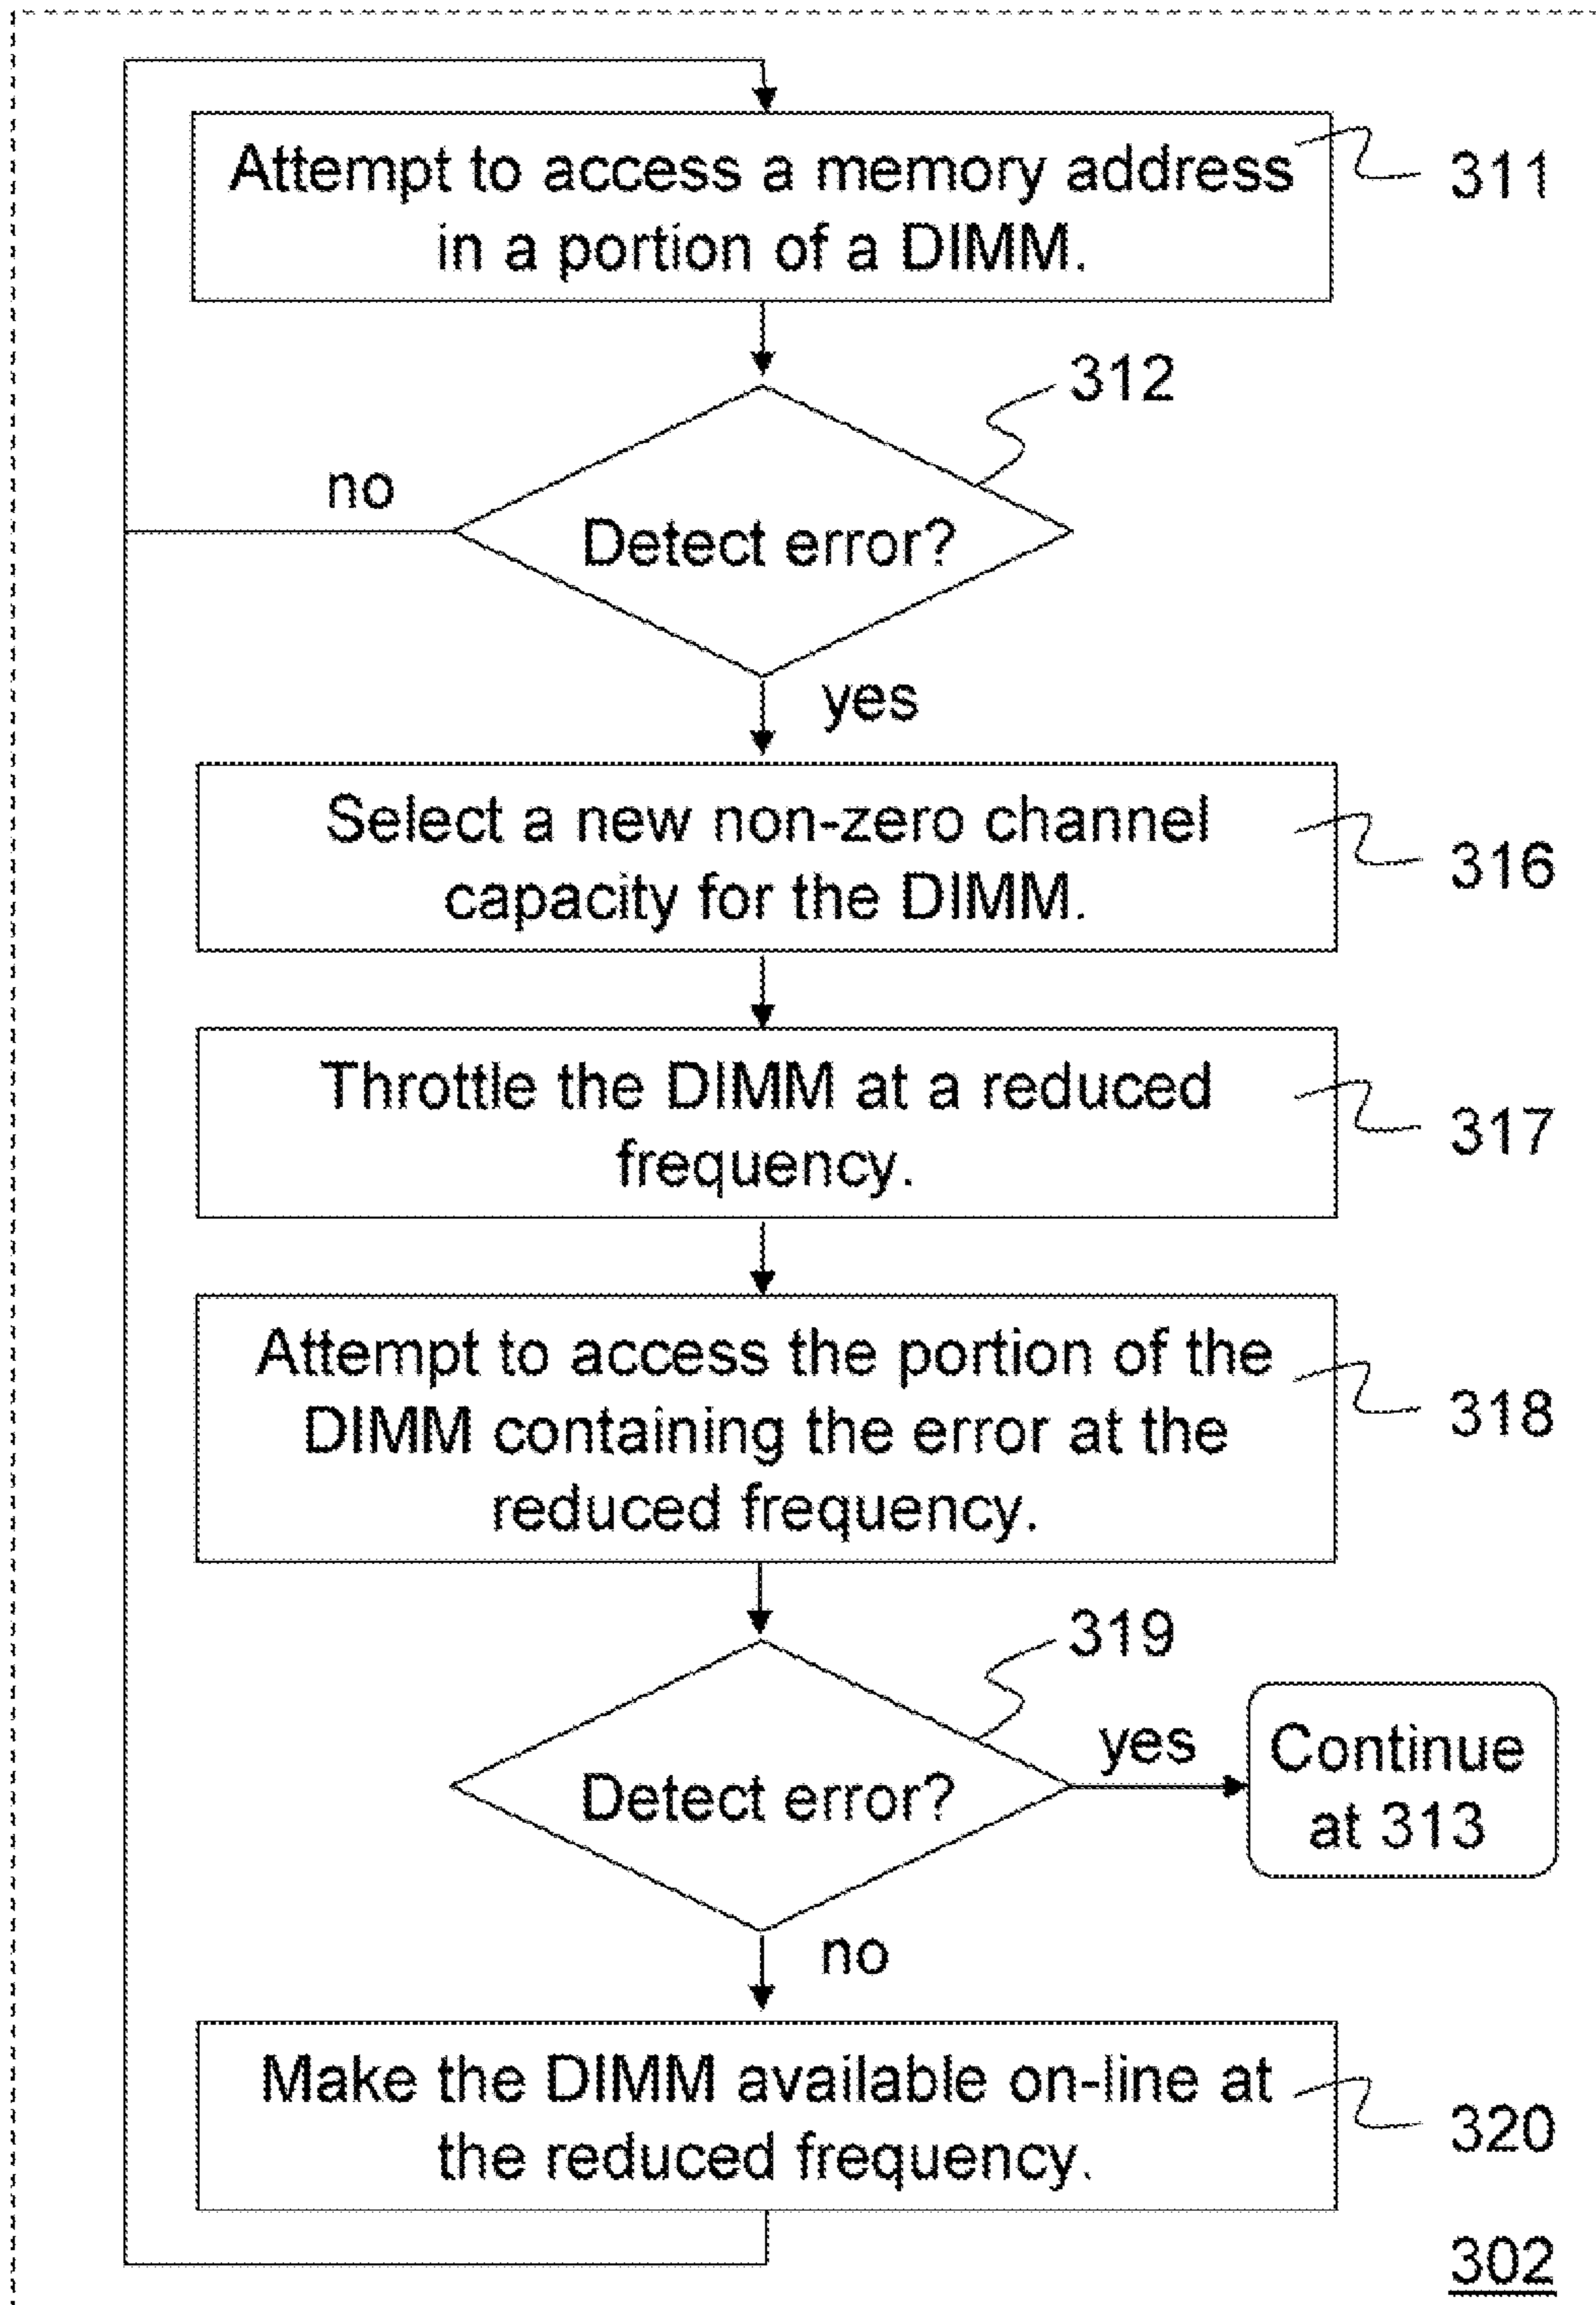 Attempt to access a memory address
in a portion of a DIMM.
311
312
no
Detect error?
yes
Select a new non-zero channel
capacity for the DIMM.
316
Throttle the DIMM at a reduced
frequency.
317
Attempt to access the portion of the
DIMM containing the error at the
reduced frequency.
318
319
Detect error?
yes
Continue
at 313
no
Make the DIMM available on-line at
the reduced frequency.
320
302